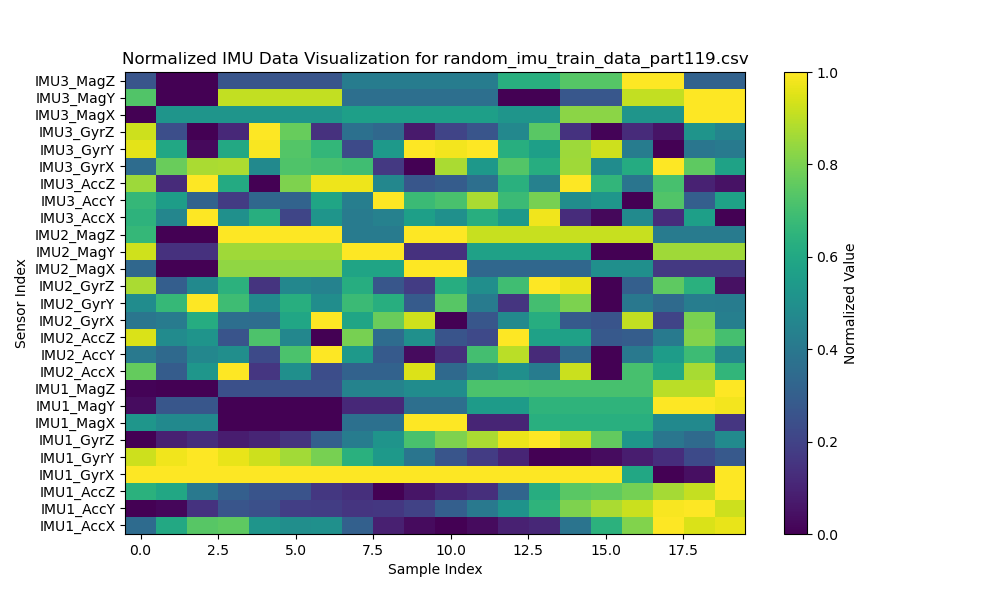 Normalized IMU Data Visualization for random_imu_train_data_part119.csv
IMU3_MagZ
IMU3_MagY
IMU3_MagX
IMU3_GyrZ
IMU3_GyrY
IMU3_GyrX
IMU3_AccZ
IMU3_AccY
IMU3_AccX
IMU2_MagZ
IMU2_MagY
IMU2_MagX
IMU2_GyrZ
IMU2_GyrY
IMU2_GyrX
IMU2_AccZ
IMU2_AccY
IMU2_AccX
IMU1_MagZ
IMU1_MagY
IMU1_MagX
IMU1_GyrZ
IMU1_GyrY
IMU1_GyrX
IMU1_AccZ
IMU1_AccY
IMU1_AccX
Sensor Index
0.0 2.5 5.0 7.5 10.0 12.5 15.0 17.5
Sample Index
1.0
0.8
0.6
0.4
0.2
0.0
Normalized Value